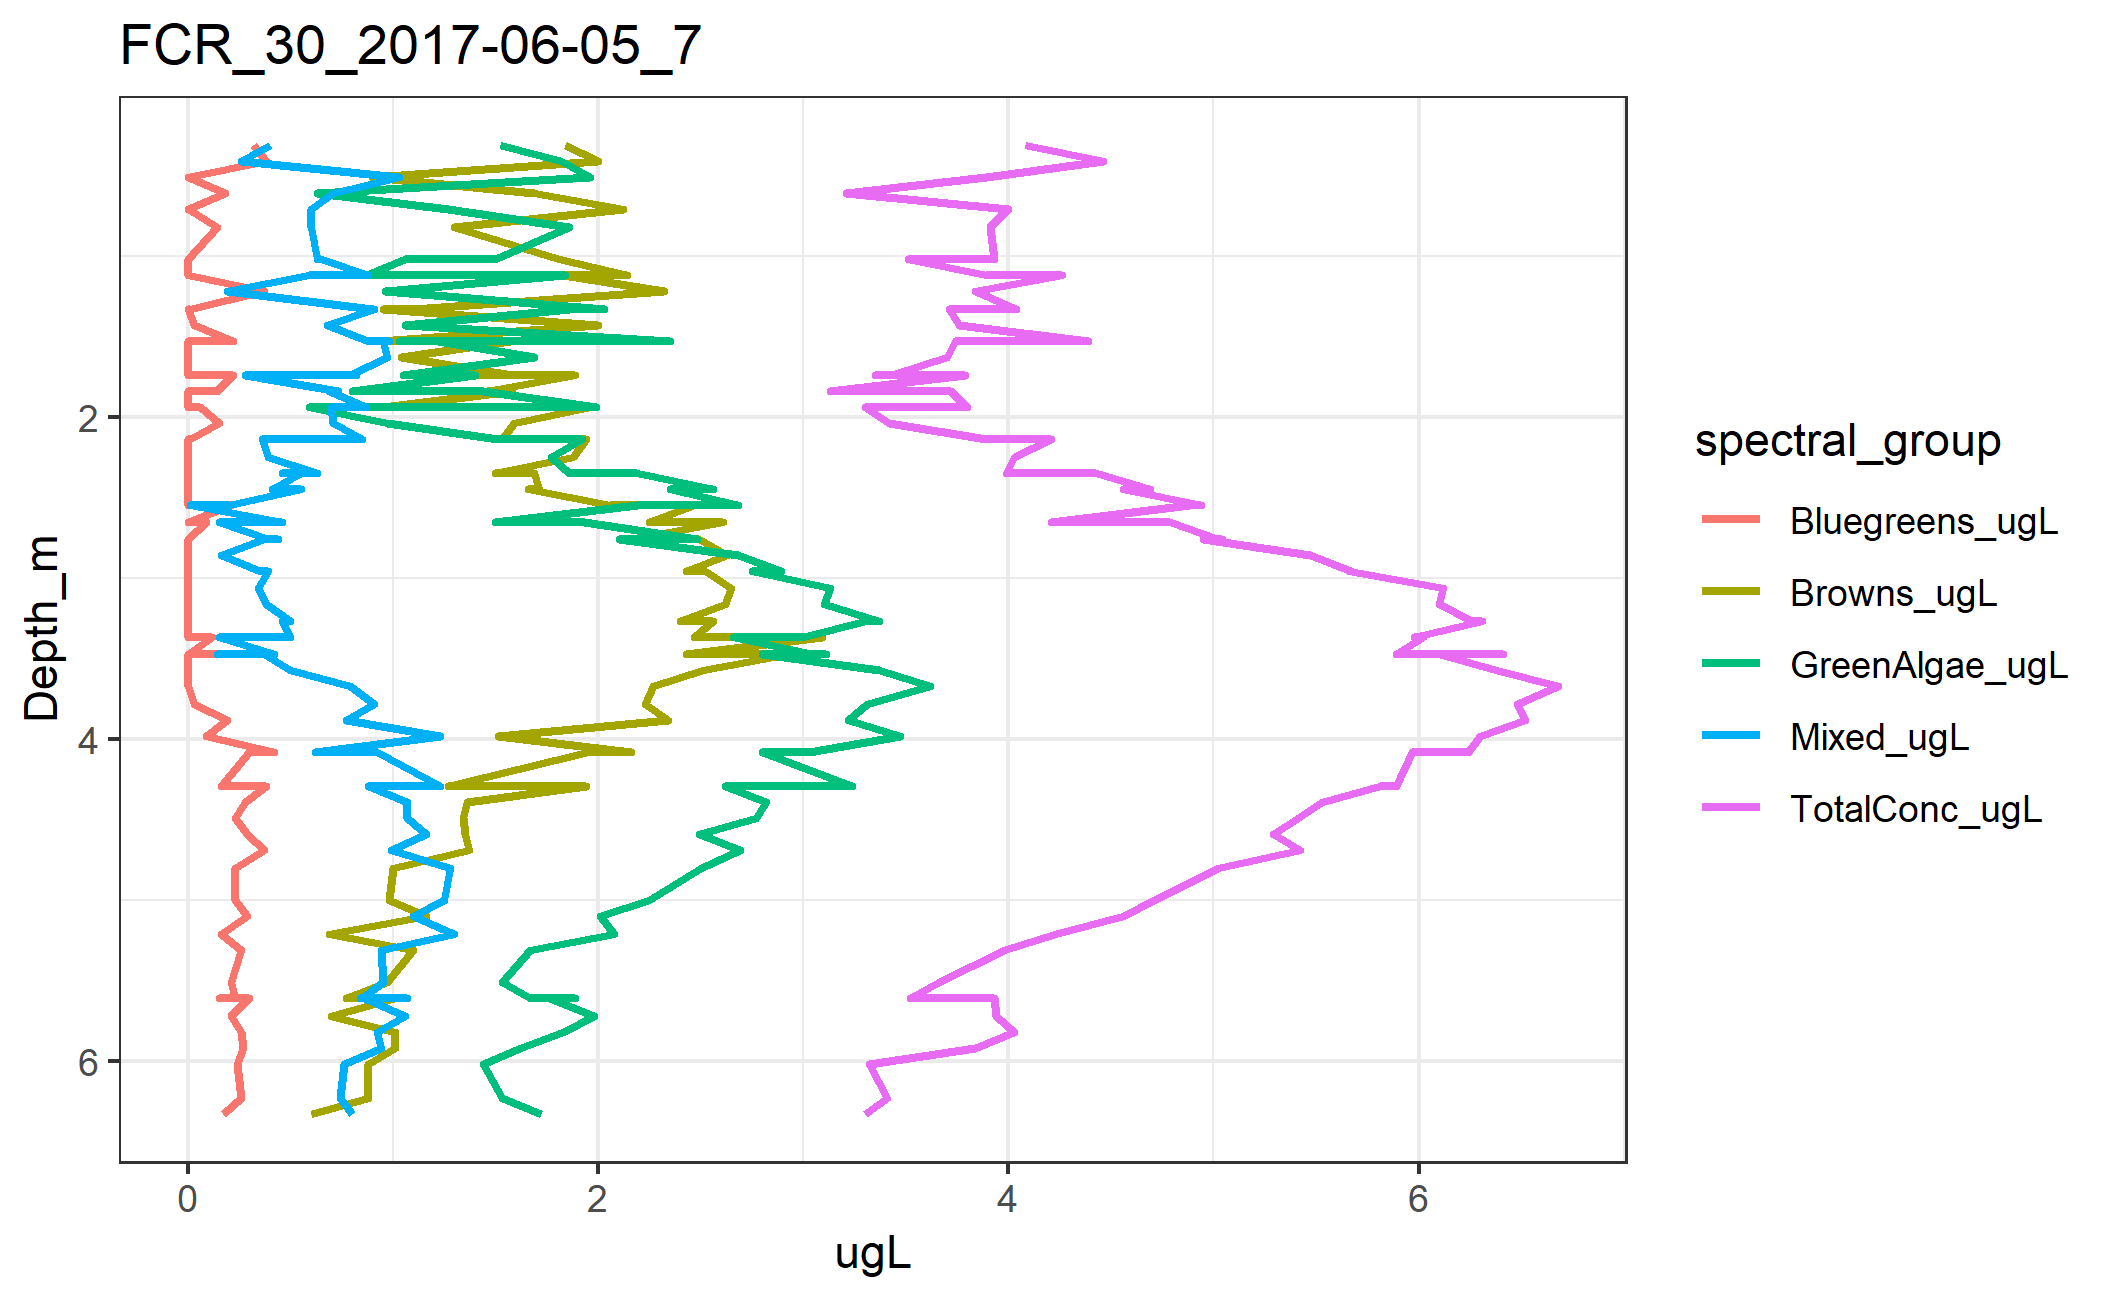 FCR_30_2017-06-05_7
Depth_m
2
4
6
0 2 4 6
ugL
spectral_group
Bluegreens_ugL
Browns_ugL
GreenAlgae_ugL
Mixed_ugL
TotalConc_ugL